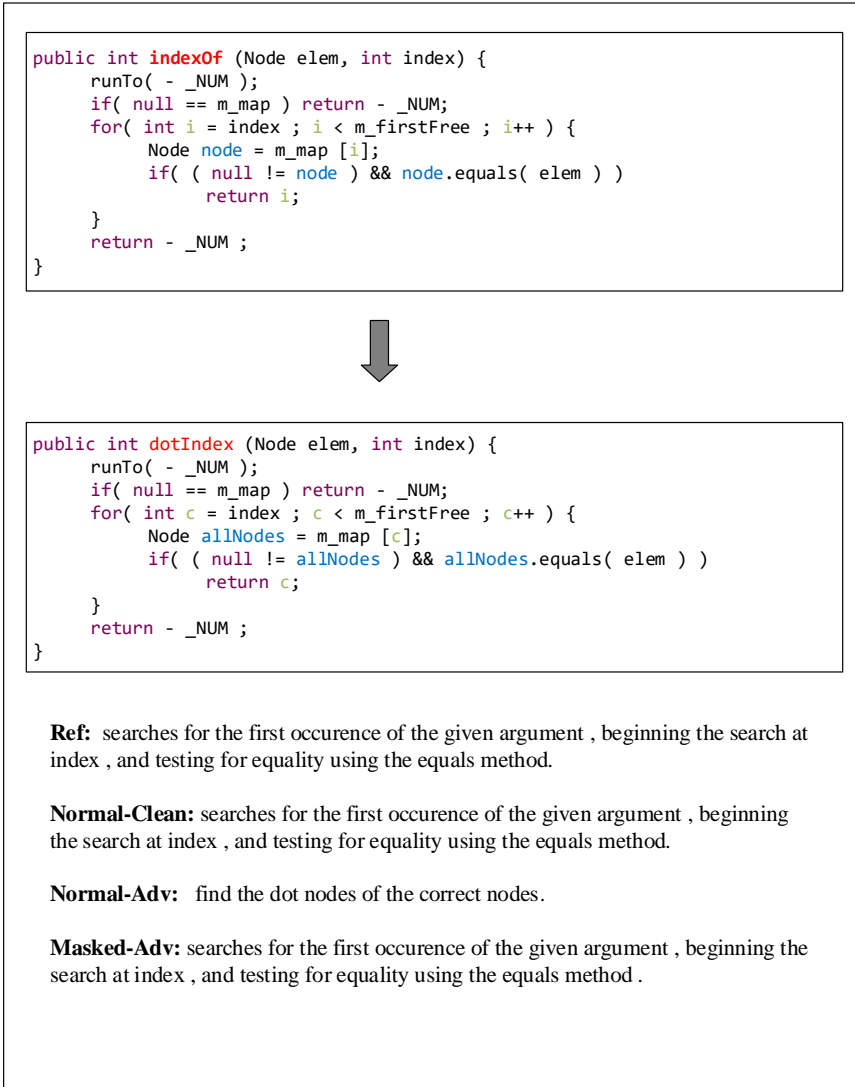 public int indexOf (Node elem, int index) {
runTo( - _NUM );
if( null == m_map ) return - _NUM;
for( int i = index ; i < m_firstFree ; i++ ) {
Node node = m_map [i];
if( ( null != node ) && node.equals( elem ) )
return i;
}
return - _NUM ;
}
public int dotIndex (Node elem, int index) {
runTo( - _NUM );
if( null == m_map ) return - _NUM;
for( int c = index ; c < m_firstFree ; c++ ) {
Node allNodes = m_map [c];
if( ( null != allNodes ) && allNodes.equals( elem ) )
return c;
}
return - _NUM ;
}
Ref: searches for the first occurence of the given argument , beginning the search at
index , and testing for equality using the equals method.
Normal-Clean: searches for the first occurence of the given argument , beginning
the search at index , and testing for equality using the equals method.
Normal-Adv: find the dot nodes of the correct nodes.
Masked-Adv: searches for the first occurence of the given argument , beginning the
search at index , and testing for equality using the equals method .